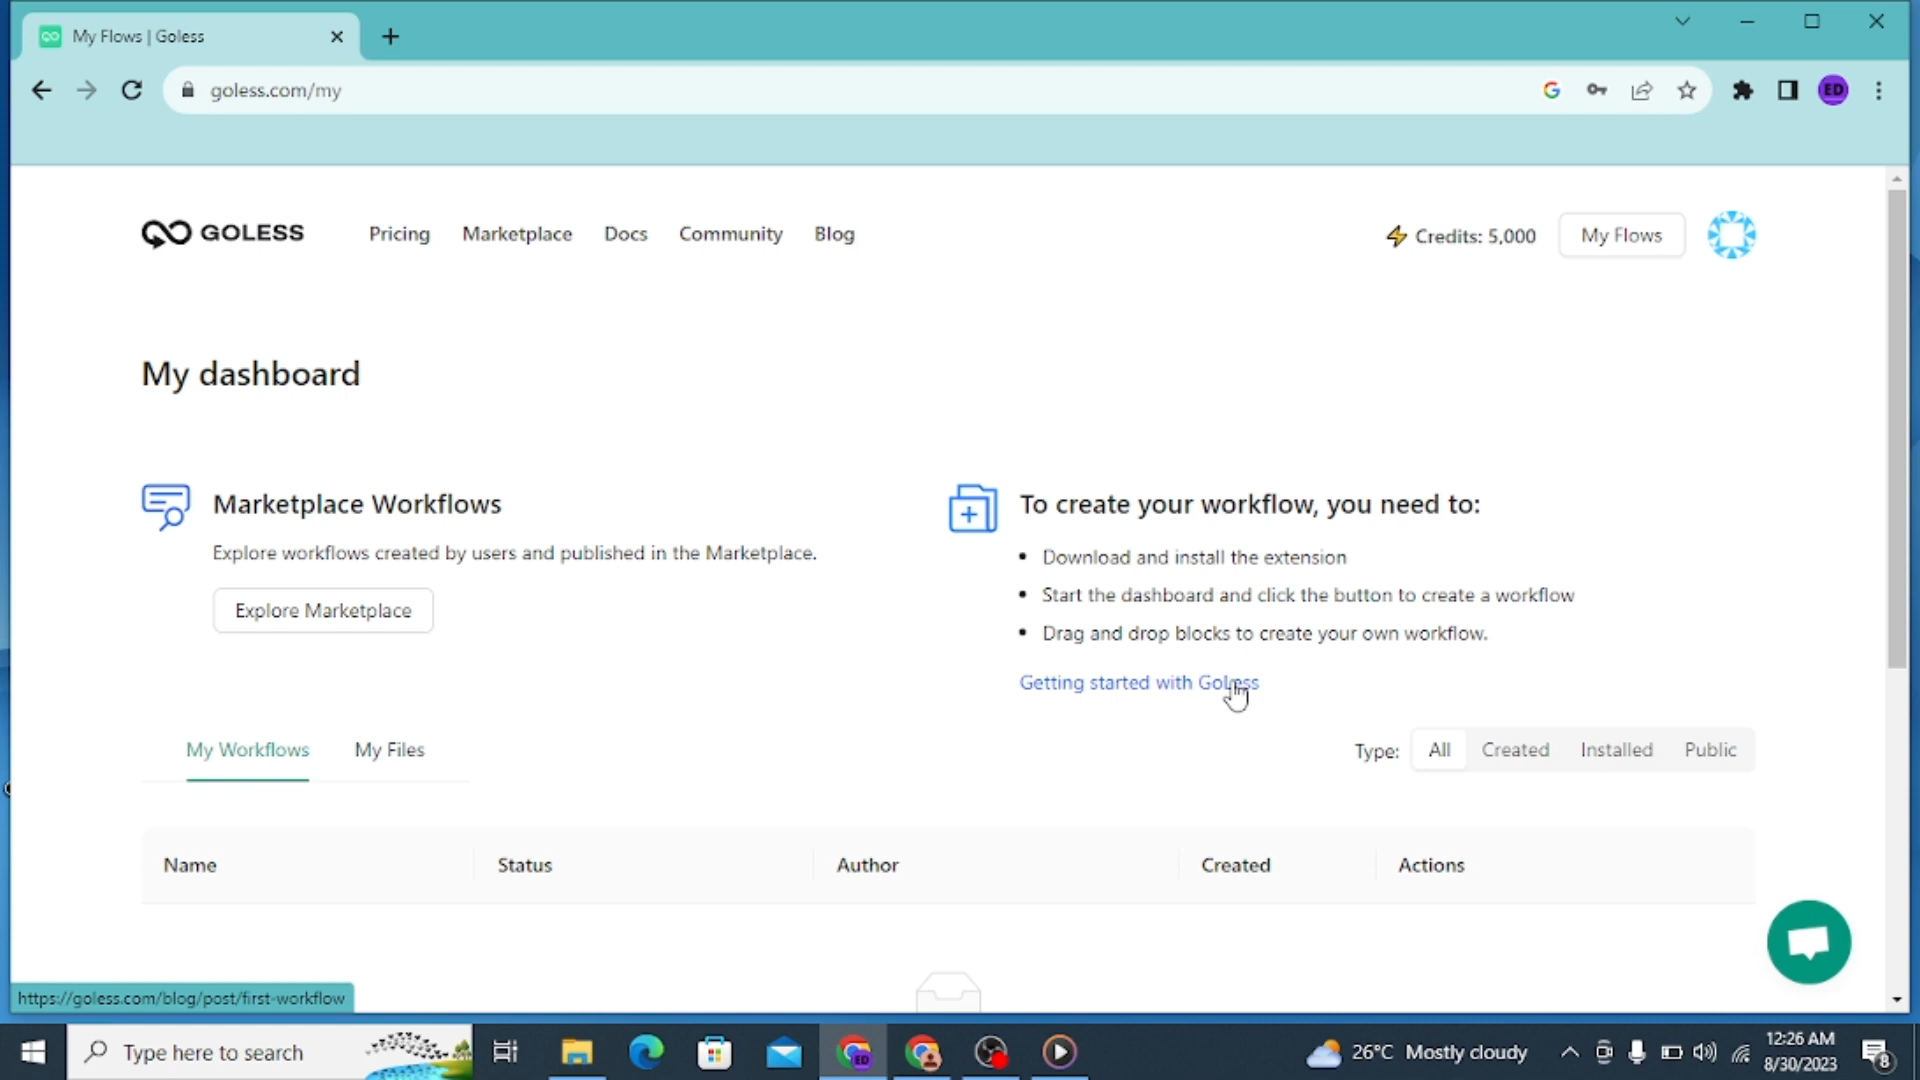 My Flows | Goless
goless.com/my
ED
GOLESS
Pricing
Marketplace
Docs
Community
Blog
Credits: 5,000
My Flows
My dashboard
Marketplace Workflows
Explore workflows created by users and published in the Marketplace.
Explore Marketplace
To create your workflow, you need to:
• Download and install the extension
• Start the dashboard and click the button to create a workflow
• Drag and drop blocks to create your own workflow.
Getting started with Goless
My Workflows
My Files
Type:
All
Created
Installed
Public
Name
Status
Author
Created
Actions
https://goless.com/blog/post/first-workflow
Type here to search
ED
26°C Mostly cloudy
12:26 AM
8/30/2023
8